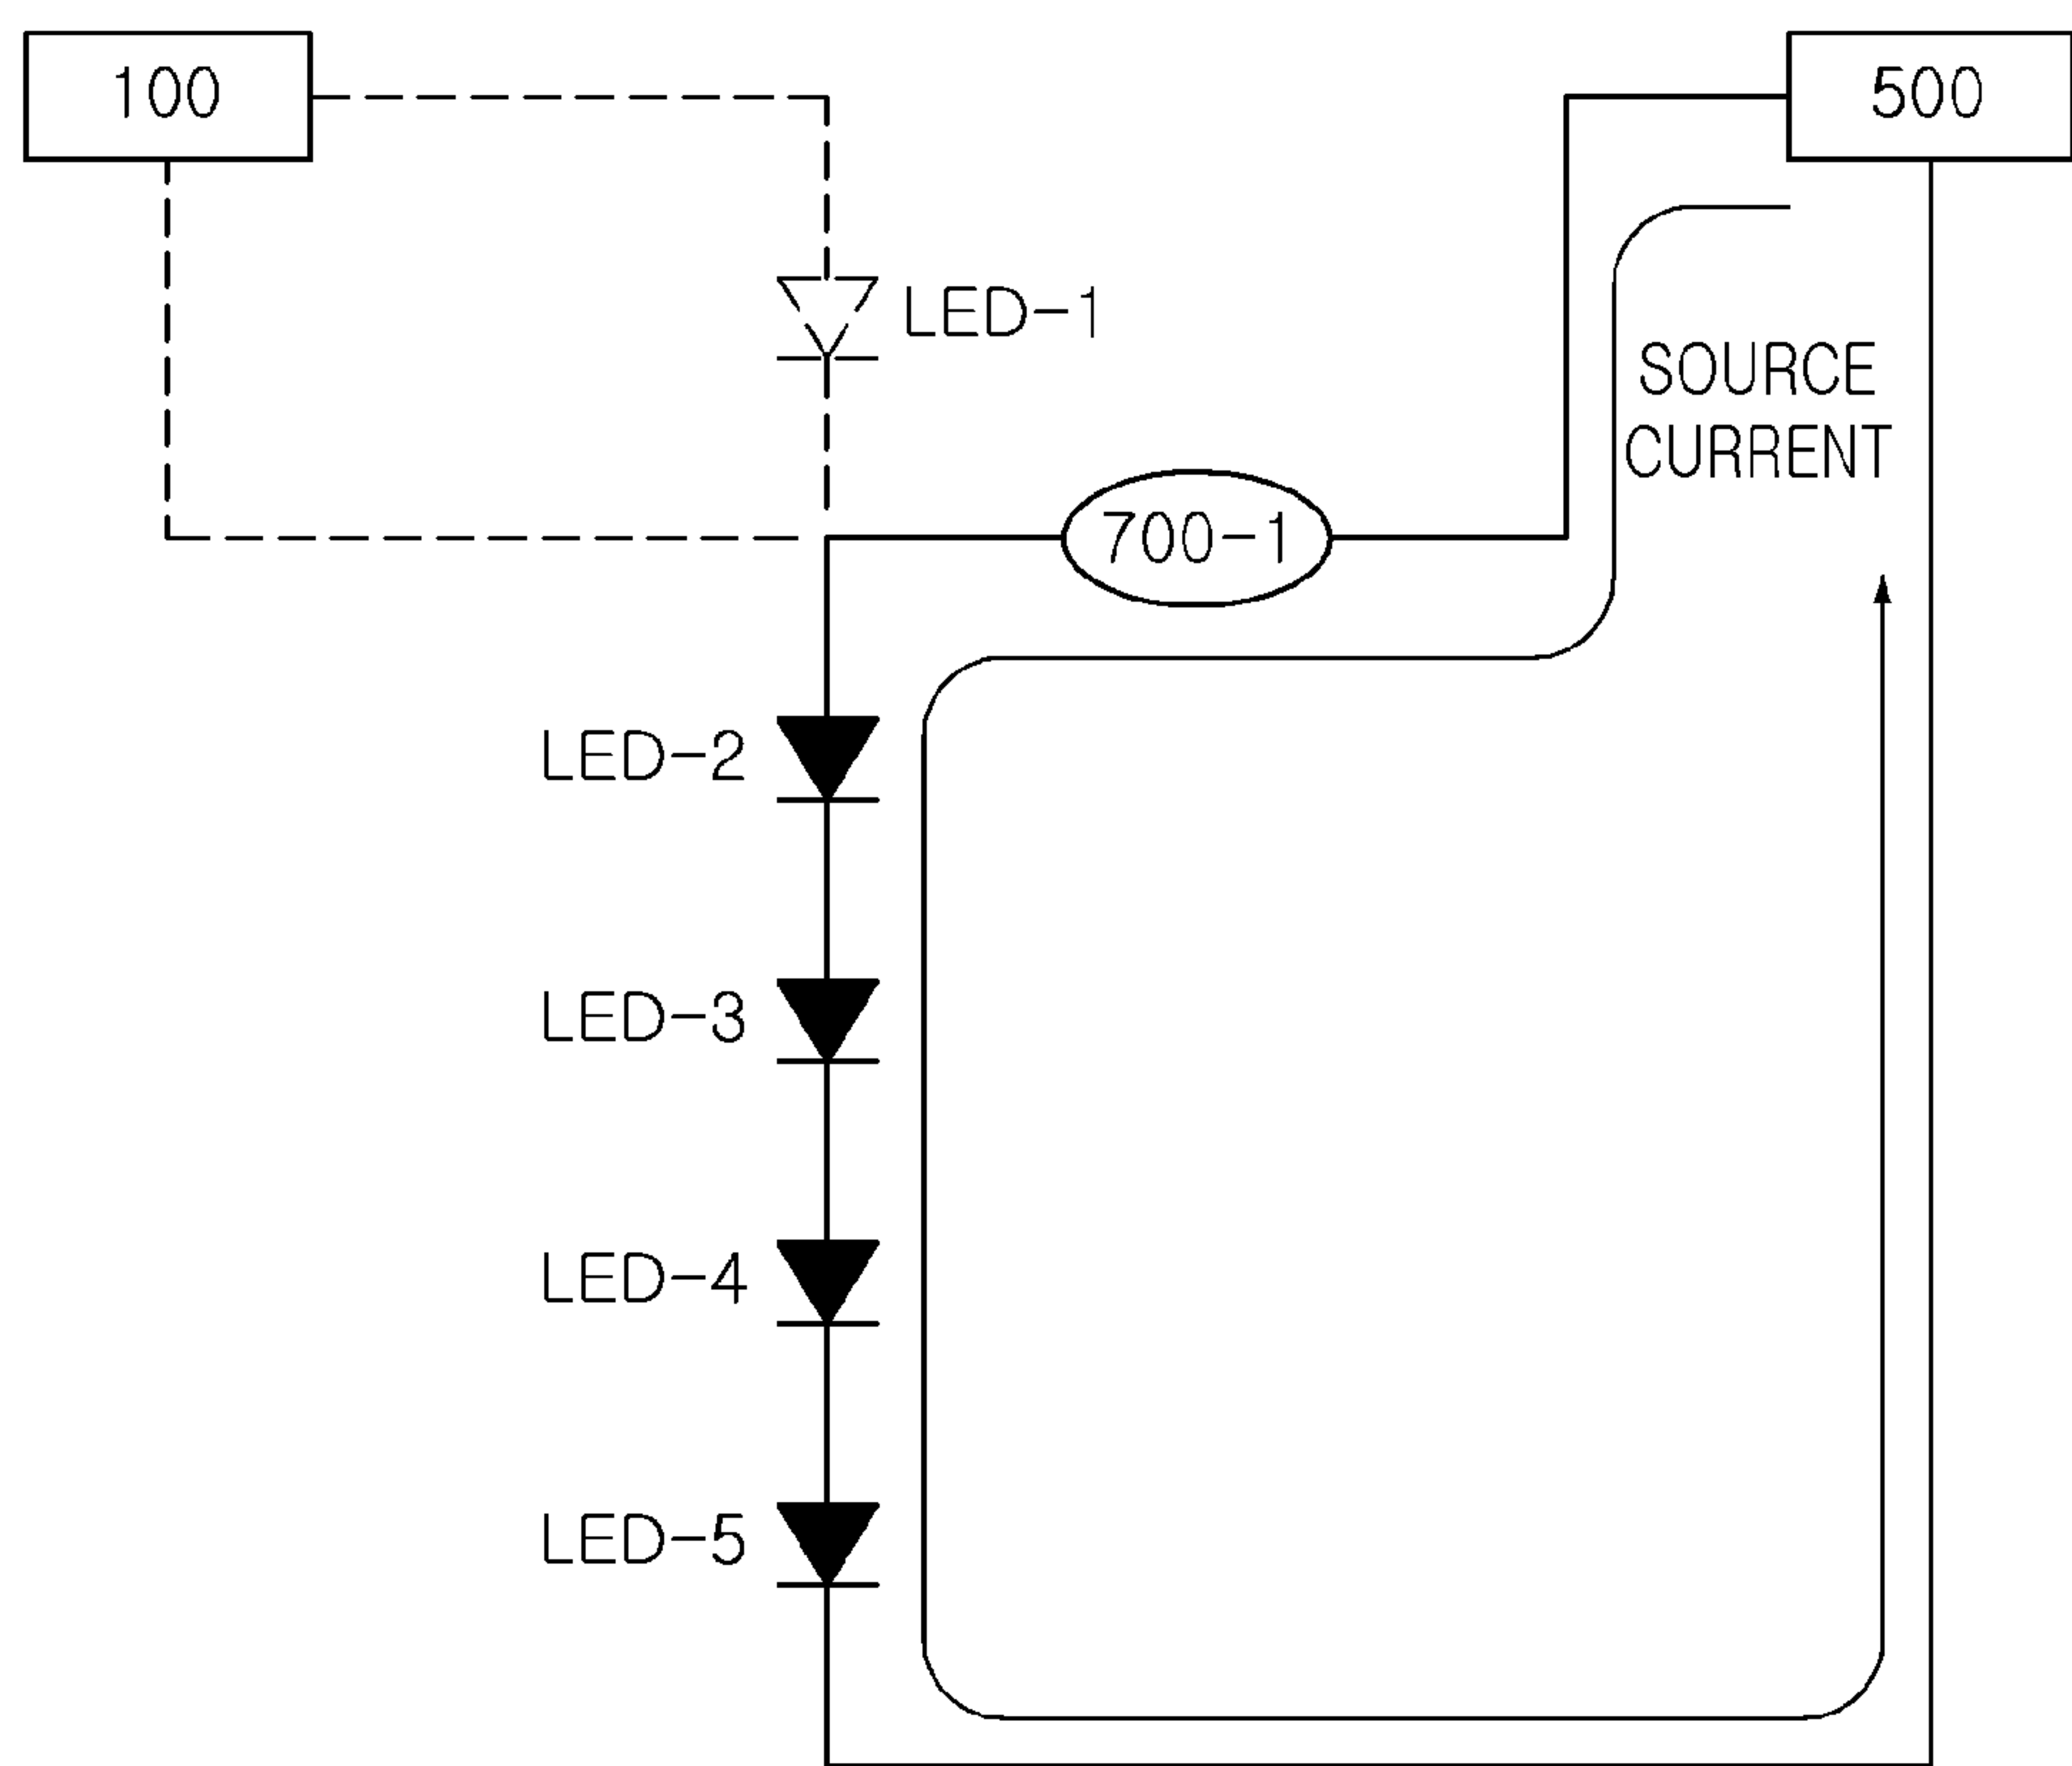 100
500
LED-1
SOURCE
CURRENT
700-1
LED-2
LED-3
LED-4
LED-5